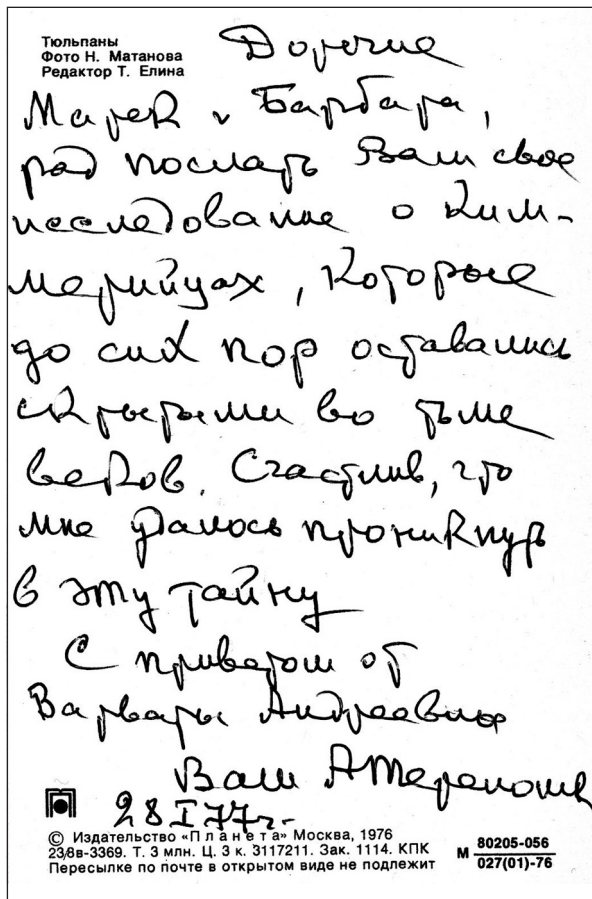 Тюльпаны
Фото Н. Матанова
Редактор Т. Елина
Дорогие
Марек и Барбара,
рад послать Вам свое
исследование о Ким-
мерийцах, которые
до сих пор оставались
скрытыми во тьме
веков. Счастлив, что
мне удалось проникнуть
в эту тайну
С приветом от
Варвары Андреевны
Ваш АТереножк
28 I 77 г.
© Издательство «Планета» Москва, 1976
23/8в-3369. Т. 3 млн. Ц. 3 к. 3117211. Зак. 1114. КПК
Пересылке по почте в открытом виде не подлежит
М 80205-056
027(01)-76